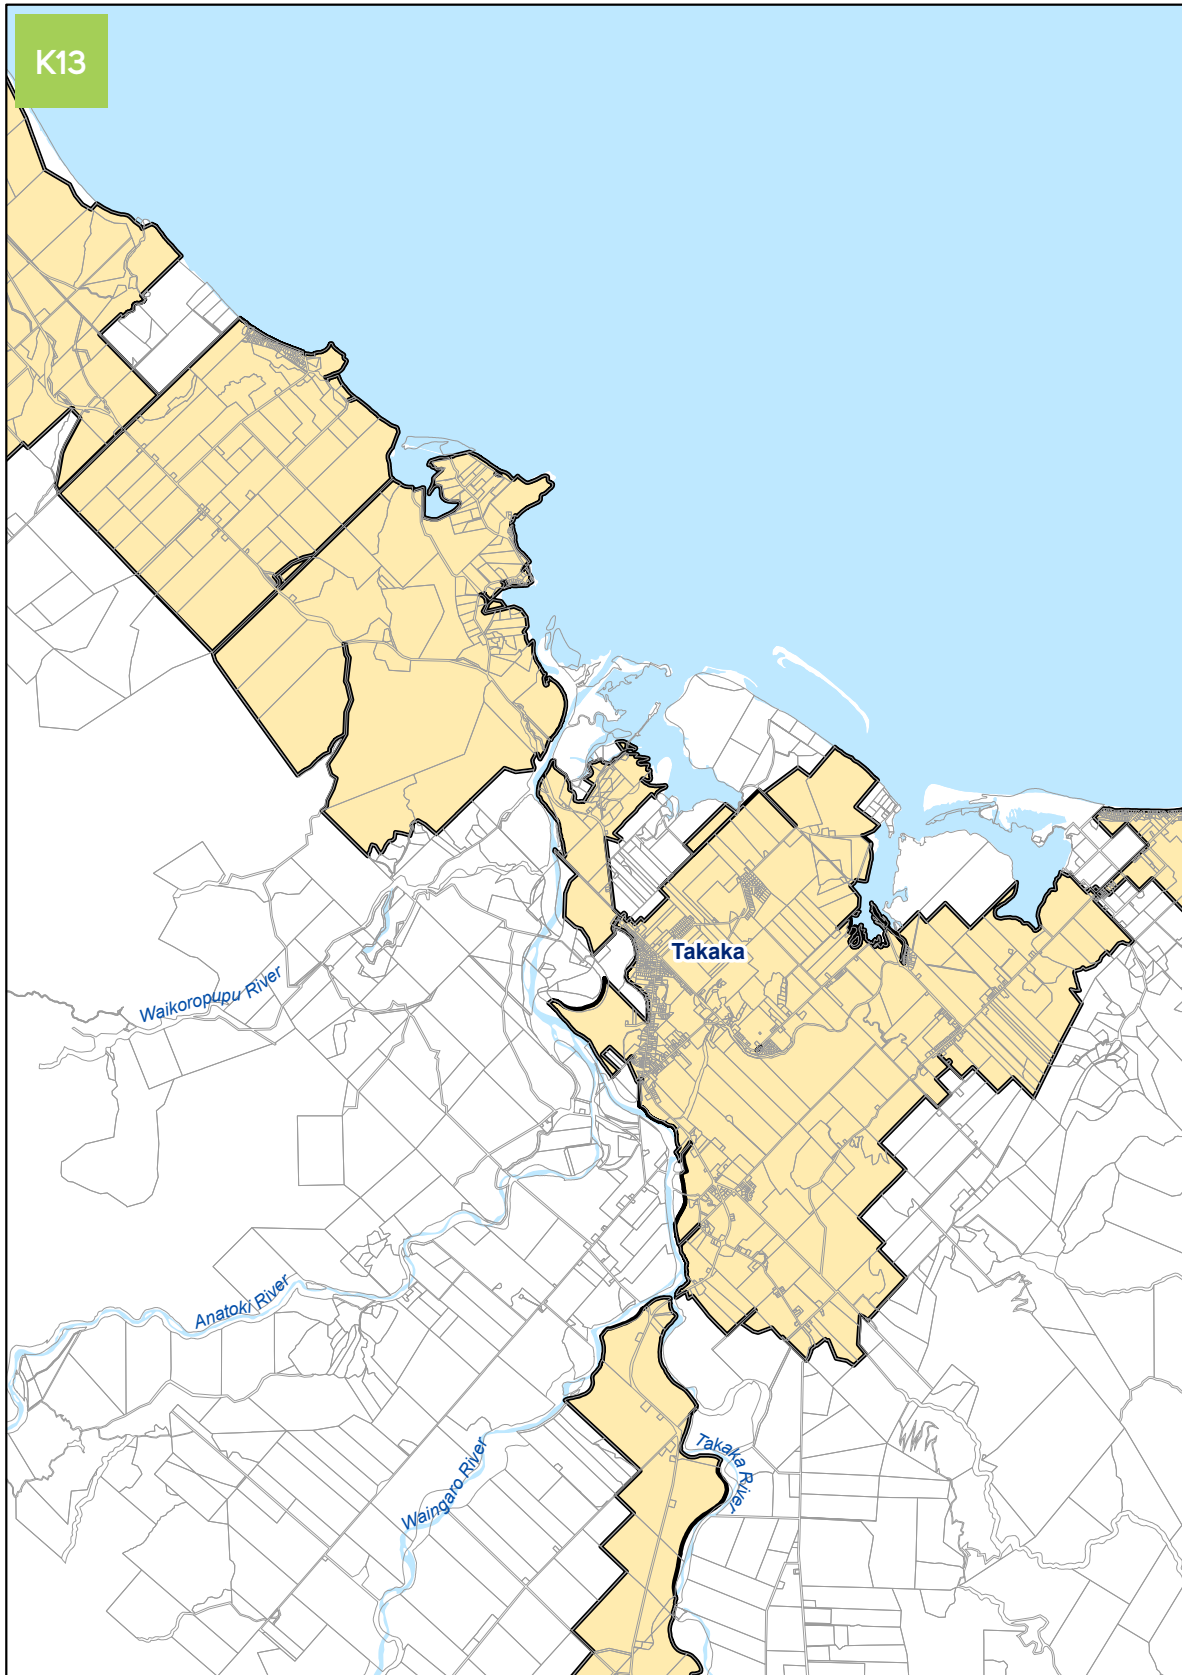 K13
Takaka
Waikoropupu River
Anatoki River
Waingaro River
Takaka River